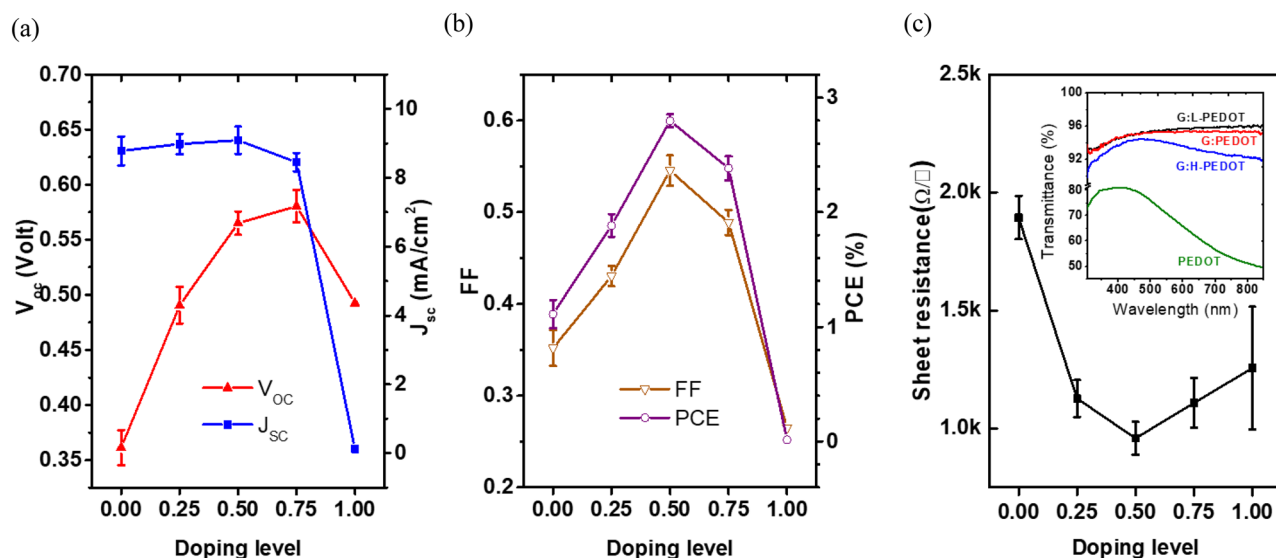 (a)
0.70
0.65
0.60
0.55
0.50
0.45
0.40
0.35
V_oc (Volt)
10
8
6
4
2
0
J_sc (mA/cm²)
V_OC
J_SC
0.00 0.25 0.50 0.75 1.00
Doping level
(b)
0.6
0.5
0.4
0.3
0.2
FF
3
2
1
0
PCE (%)
FF
PCE
0.00 0.25 0.50 0.75 1.00
Doping level
(c)
2.5k
2.0k
1.5k
1.0k
Sheet resistance(Ω/□)
100
96
92
80
70
60
50
Transmittance (%)
G:L-PEDOT
G:PEDOT
G:H-PEDOT
PEDOT
400 500 600 700 800
Wavelength (nm)
0.00 0.25 0.50 0.75 1.00
Doping level